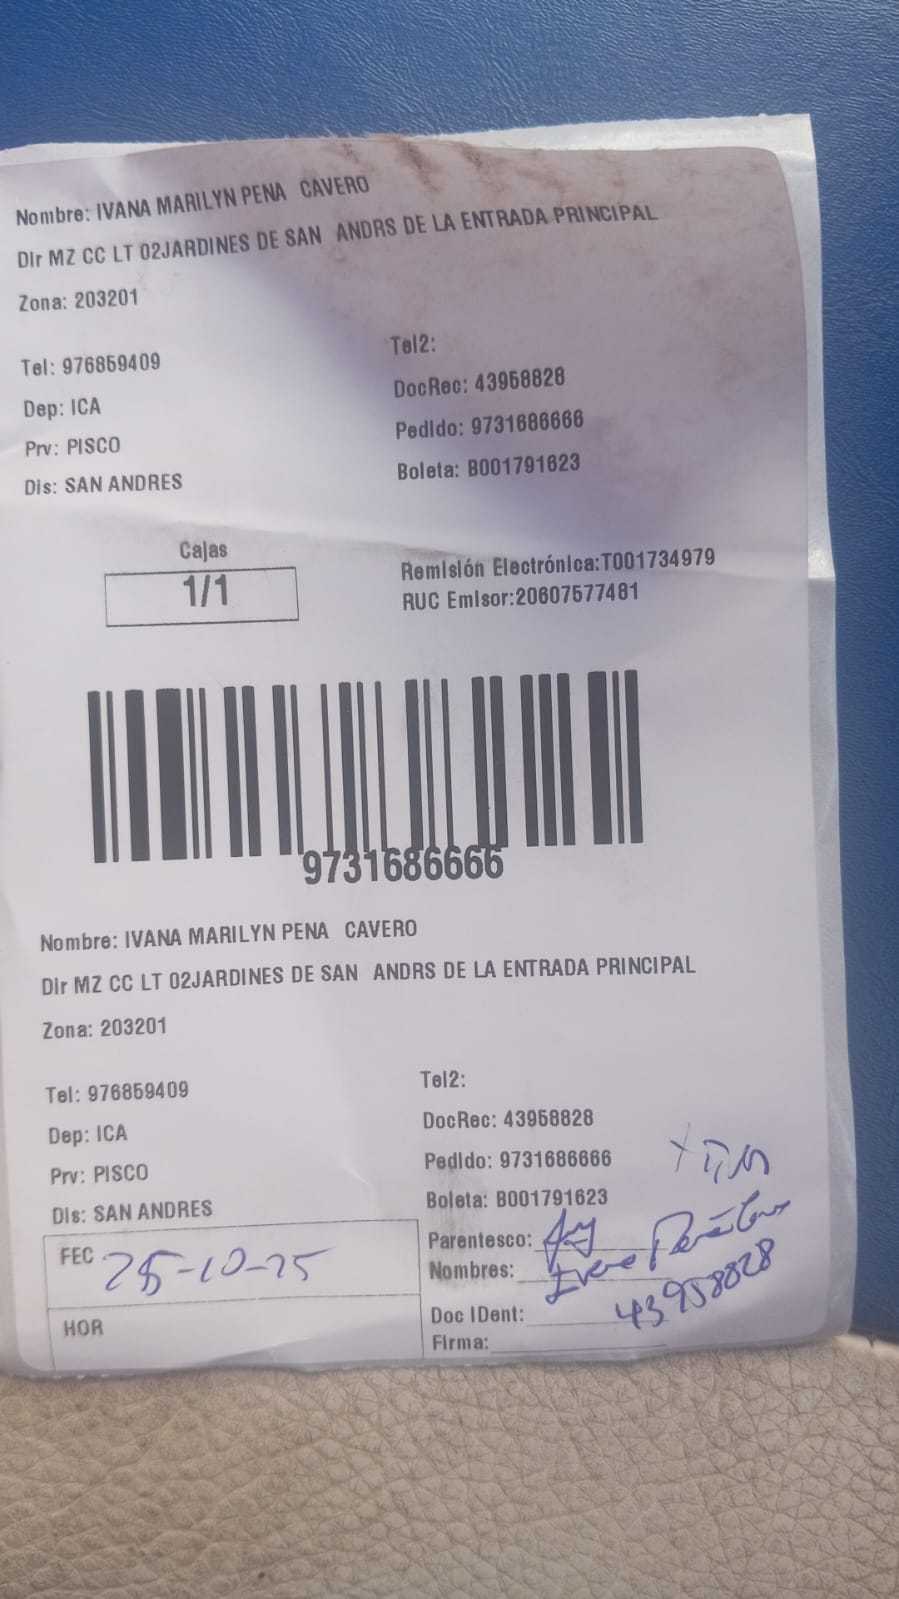 Nombre: IVANA MARILYN PENA CAVERO
Dir MZ CC LT 02JARDINES DE SAN ANDRS DE LA ENTRADA PRINCIPAL
Zona: 203201
Tel: 976859409
Tel2:
Dep: ICA
DocRec: 43958828
Prv: PISCO
Pedido: 9731686666
Dis: SAN ANDRES
Boleta: B001791623
Cajas
1/1
Remisión Electrónica:T001734979
RUC Emisor:20607577481
9731686666
Nombre: IVANA MARILYN PENA CAVERO
Dir MZ CC LT 02JARDINES DE SAN ANDRS DE LA ENTRADA PRINCIPAL
Zona: 203201
Tel: 976859409
Tel2:
Dep: ICA
DocRec: 43958828
Prv: PISCO
Pedido: 9731686666
Dis: SAN ANDRES
Boleta: B001791623
FEC 25-10-25
Parentesco:
Nombres:
HOR
Doc IDent: 43958828
Firma: